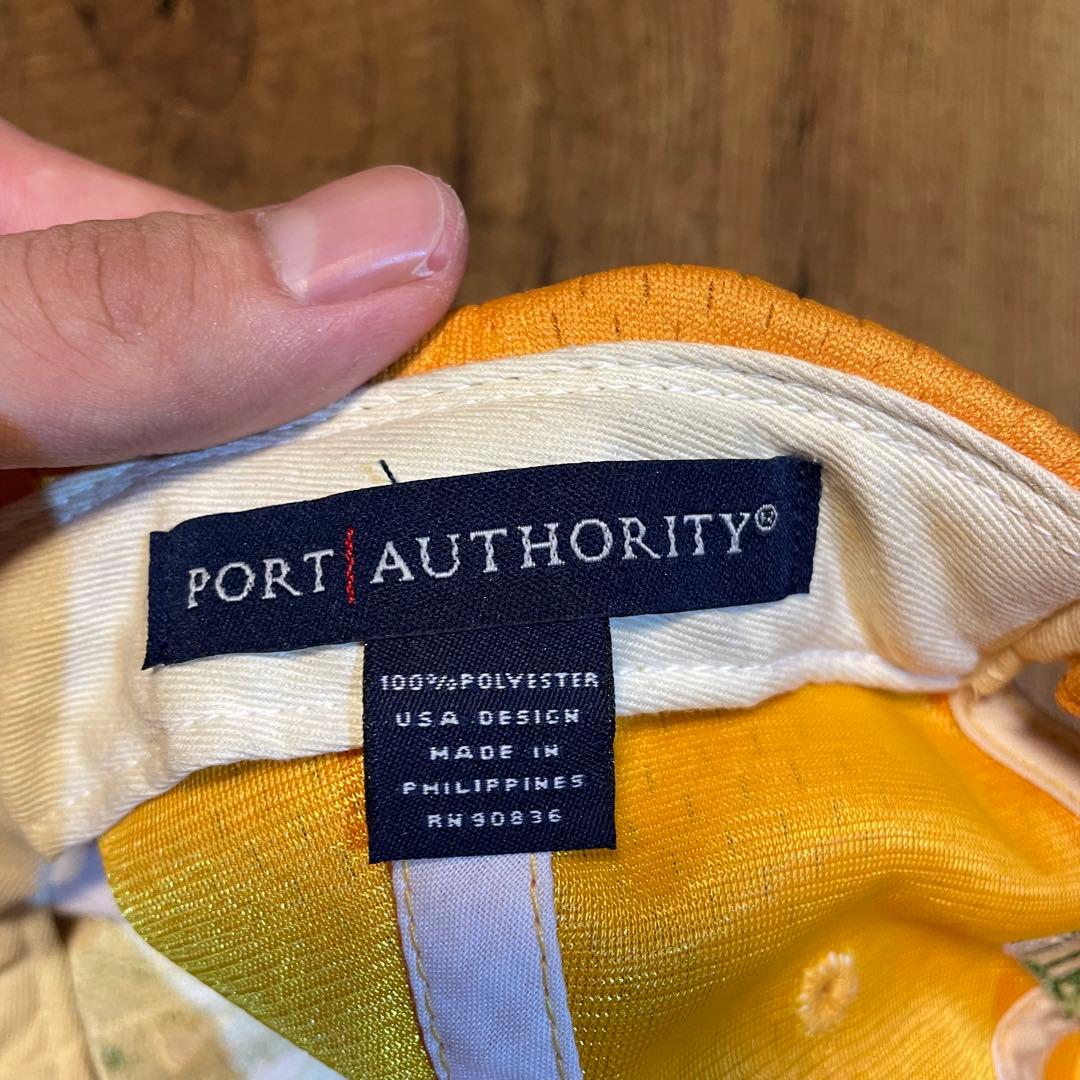 PORT | AUTHORITY®
100% POLYESTER
USA DESIGN
MADE IN
PHILIPPINES
RN 90836